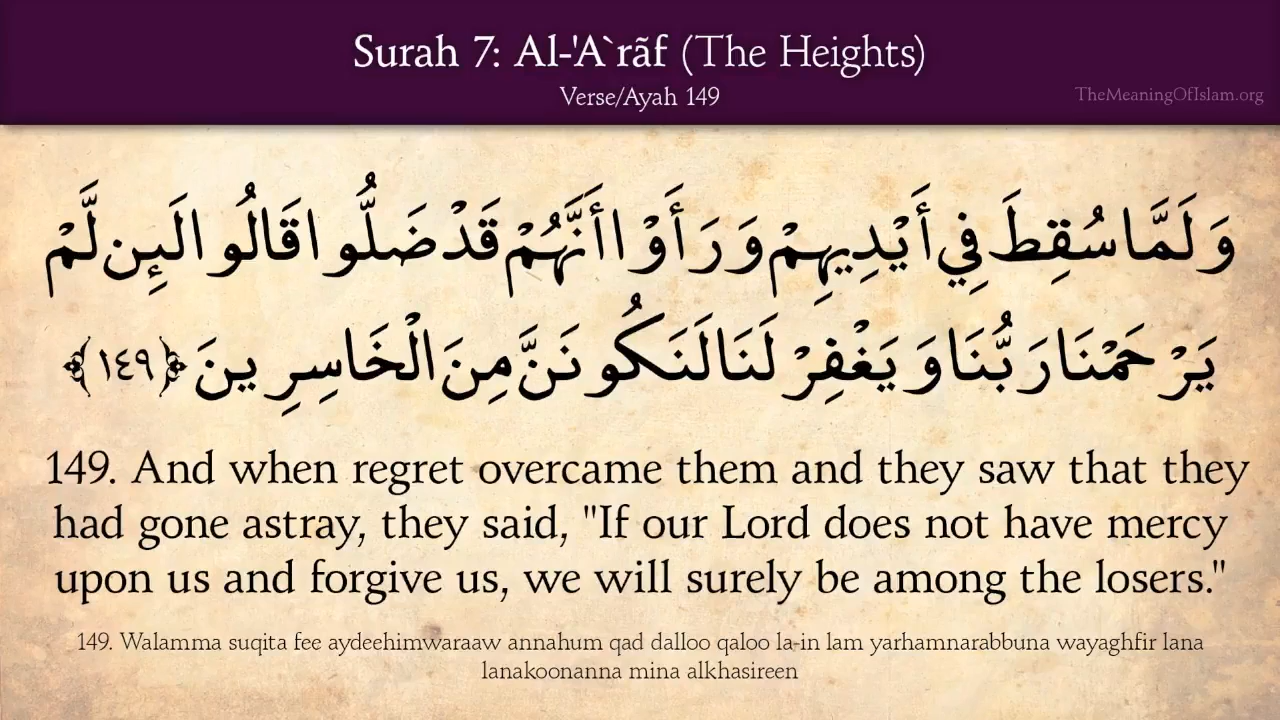 Surah 7: Al-'A`rãf (The Heights)
Verse/Ayah 149
TheMeaningOfIslam.org
وَلَمَّا سُقِطَ فِي أَيْدِيهِمْ وَرَأَوْا أَنَّهُمْ قَدْ ضَلُّوا قَالُوا لَئِن لَّمْ
يَرْحَمْنَا رَبُّنَا وَيَغْفِرْ لَنَا لَنَكُونَنَّ مِنَ الْخَاسِرِينَ ﴿١٤٩﴾
149. And when regret overcame them and they saw that they
had gone astray, they said, "If our Lord does not have mercy
upon us and forgive us, we will surely be among the losers."
149. Walamma suqita fee aydeehimwaraaw annahum qad dalloo qaloo la-in lam yarhamnarabbuna wayaghfir lana
lanakoonanna mina alkhasireen